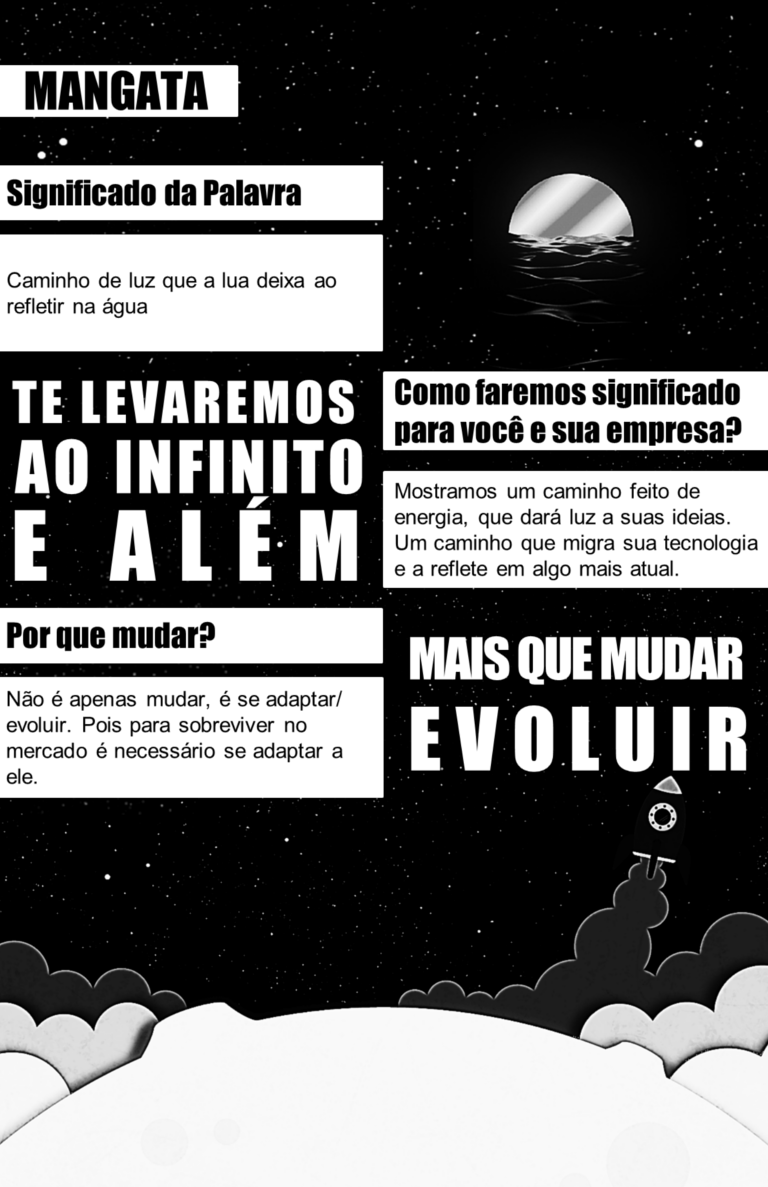 MANGATA
Significado da Palavra
Caminho de luz que a lua deixa ao
refletir na água
TE LEVAREMOS
AO INFINITO
E ALÉM
Como faremos significado
para você e sua empresa?
Mostramos um caminho feito de
energia, que dará luz a suas ideias.
Um caminho que migra sua tecnologia
e a reflete em algo mais atual.
Por que mudar?
Não é apenas mudar, é se adaptar/
evoluir. Pois para sobreviver no
mercado é necessário se adaptar a
ele.
MAIS QUE MUDAR
EVOLUIR